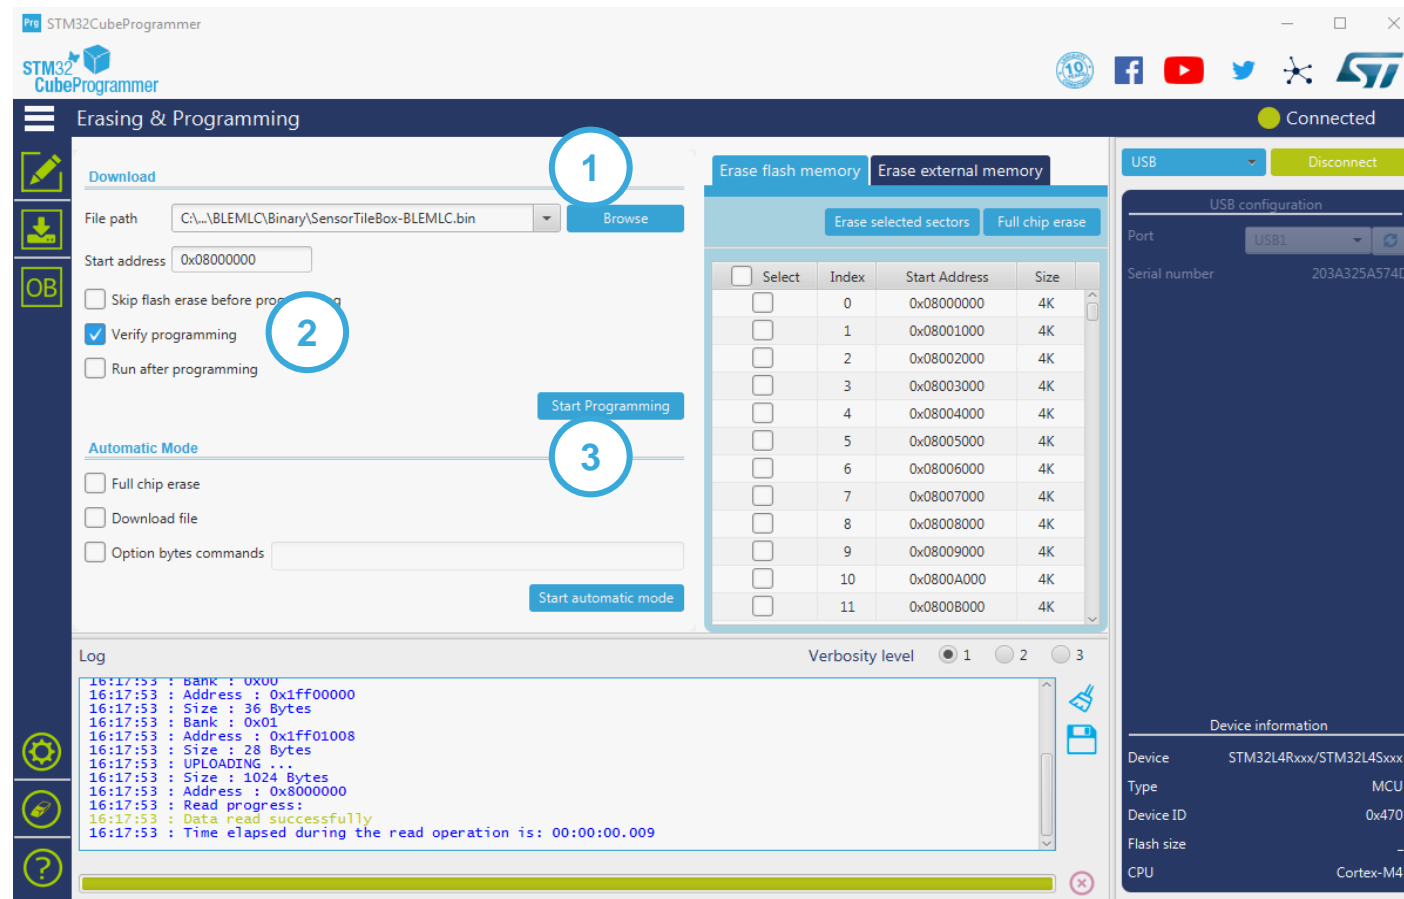 Prg STM32CubeProgrammer
STM32
CubeProgrammer
10
ST
Erasing & Programming
Connected
Download
1
File path C:\...\BLEMLC\Binary\SensorTileBox-BLEMLC.bin Browse
Start address 0x08000000
Skip flash erase before programming
Verify programming
2
Run after programming
Start Programming
3
Automatic Mode
Full chip erase
Download file
Option bytes commands
Start automatic mode
OB
Erase flash memory Erase external memory
Erase selected sectors Full chip erase
Select Index Start Address Size
0 0x08000000 4K
1 0x08001000 4K
2 0x08002000 4K
3 0x08003000 4K
4 0x08004000 4K
5 0x08005000 4K
6 0x08006000 4K
7 0x08007000 4K
8 0x08008000 4K
9 0x08009000 4K
10 0x0800A000 4K
11 0x0800B000 4K
USB Disconnect
USB configuration
Port USB1
Serial number 203A325A574D
Log Verbosity level 1 2 3
16:17:53 : Bank : 0x00
16:17:53 : Address : 0x1ff00000
16:17:53 : Size : 36 Bytes
16:17:53 : Bank : 0x01
16:17:53 : Address : 0x1ff01008
16:17:53 : Size : 28 Bytes
16:17:53 : UPLOADING ...
16:17:53 : Size : 1024 Bytes
16:17:53 : Address : 0x8000000
16:17:53 : Read progress:
16:17:53 : Data read successfully
16:17:53 : Time elapsed during the read operation is: 00:00:00.009
Device information
Device STM32L4Rxxx/STM32L4Sxxx
Type MCU
Device ID 0x470
Flash size _
CPU Cortex-M4